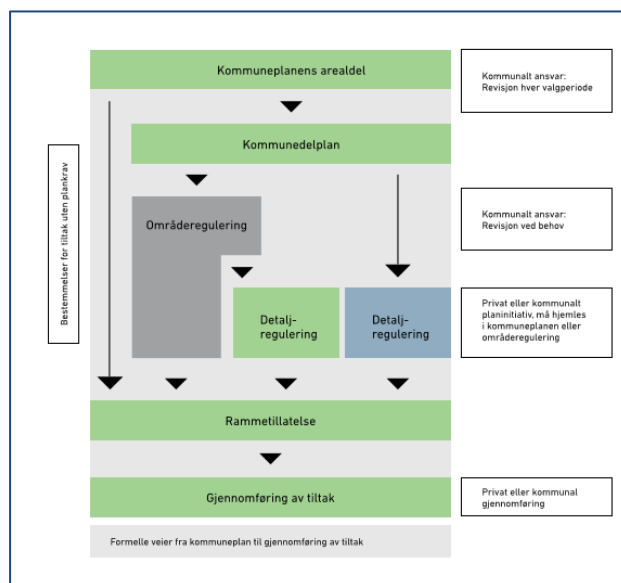 Kommuneplanens arealdel
Kommunalt ansvar:
Revisjon hver valgperiode
Kommunedelplan
Bestemmelser for tiltak uten plankrav
Områderegulering
Kommunalt ansvar:
Revisjon ved behov
Detalj-
regulering
Detalj-
regulering
Privat eller kommunalt
planinitiativ, må hjemles
i kommuneplanen eller
områderegulering
Rammetillatelse
Gjennomføring av tiltak
Privat eller kommunal
gjennomføring
Formelle veier fra kommuneplan til gjennomføring av tiltak